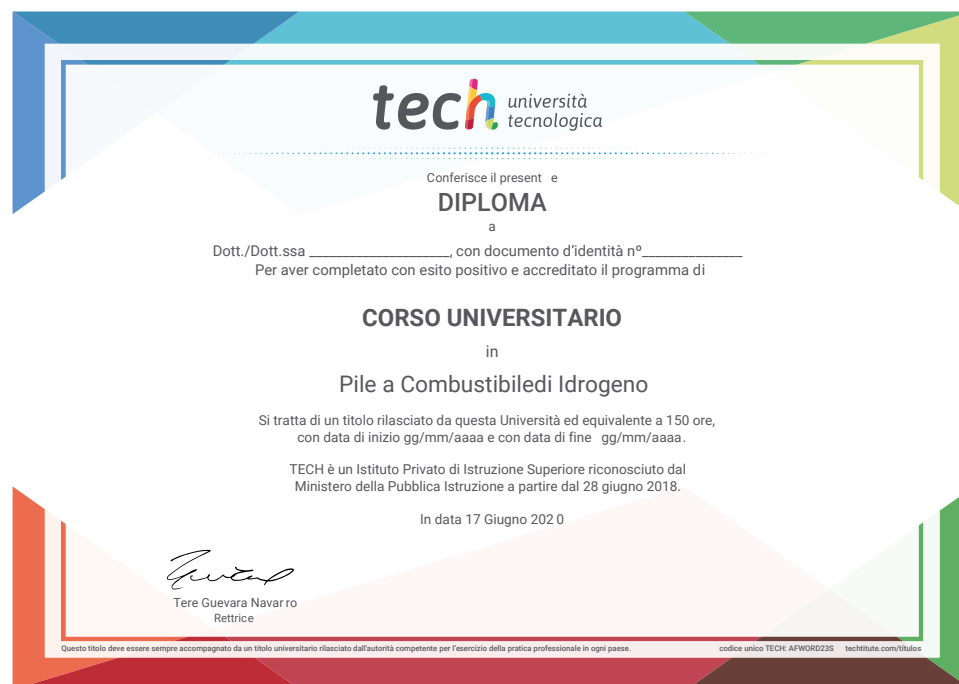 tech università
tecnologica
Conferisce il present e
DIPLOMA
a
Dott./Dott.ssa ____________________, con documento d'identità nº______________
Per aver completato con esito positivo e accreditato il programma di
CORSO UNIVERSITARIO
in
Pile a Combustibiledi Idrogeno
Si tratta di un titolo rilasciato da questa Università ed equivalente a 150 ore,
con data di inizio gg/mm/aaaa e con data di fine gg/mm/aaaa.
TECH è un Istituto Privato di Istruzione Superiore riconosciuto dal
Ministero della Pubblica Istruzione a partire dal 28 giugno 2018.
In data 17 Giugno 202 0
Tere Guevara Navar ro
Rettrice
Questo titolo deve essere sempre accompagnato da un titolo universitario rilasciato dall'autorità competente per l'esercizio della pratica professionale in ogni paese. codice unico TECH: AFWORD23S techtitute.com/títulos